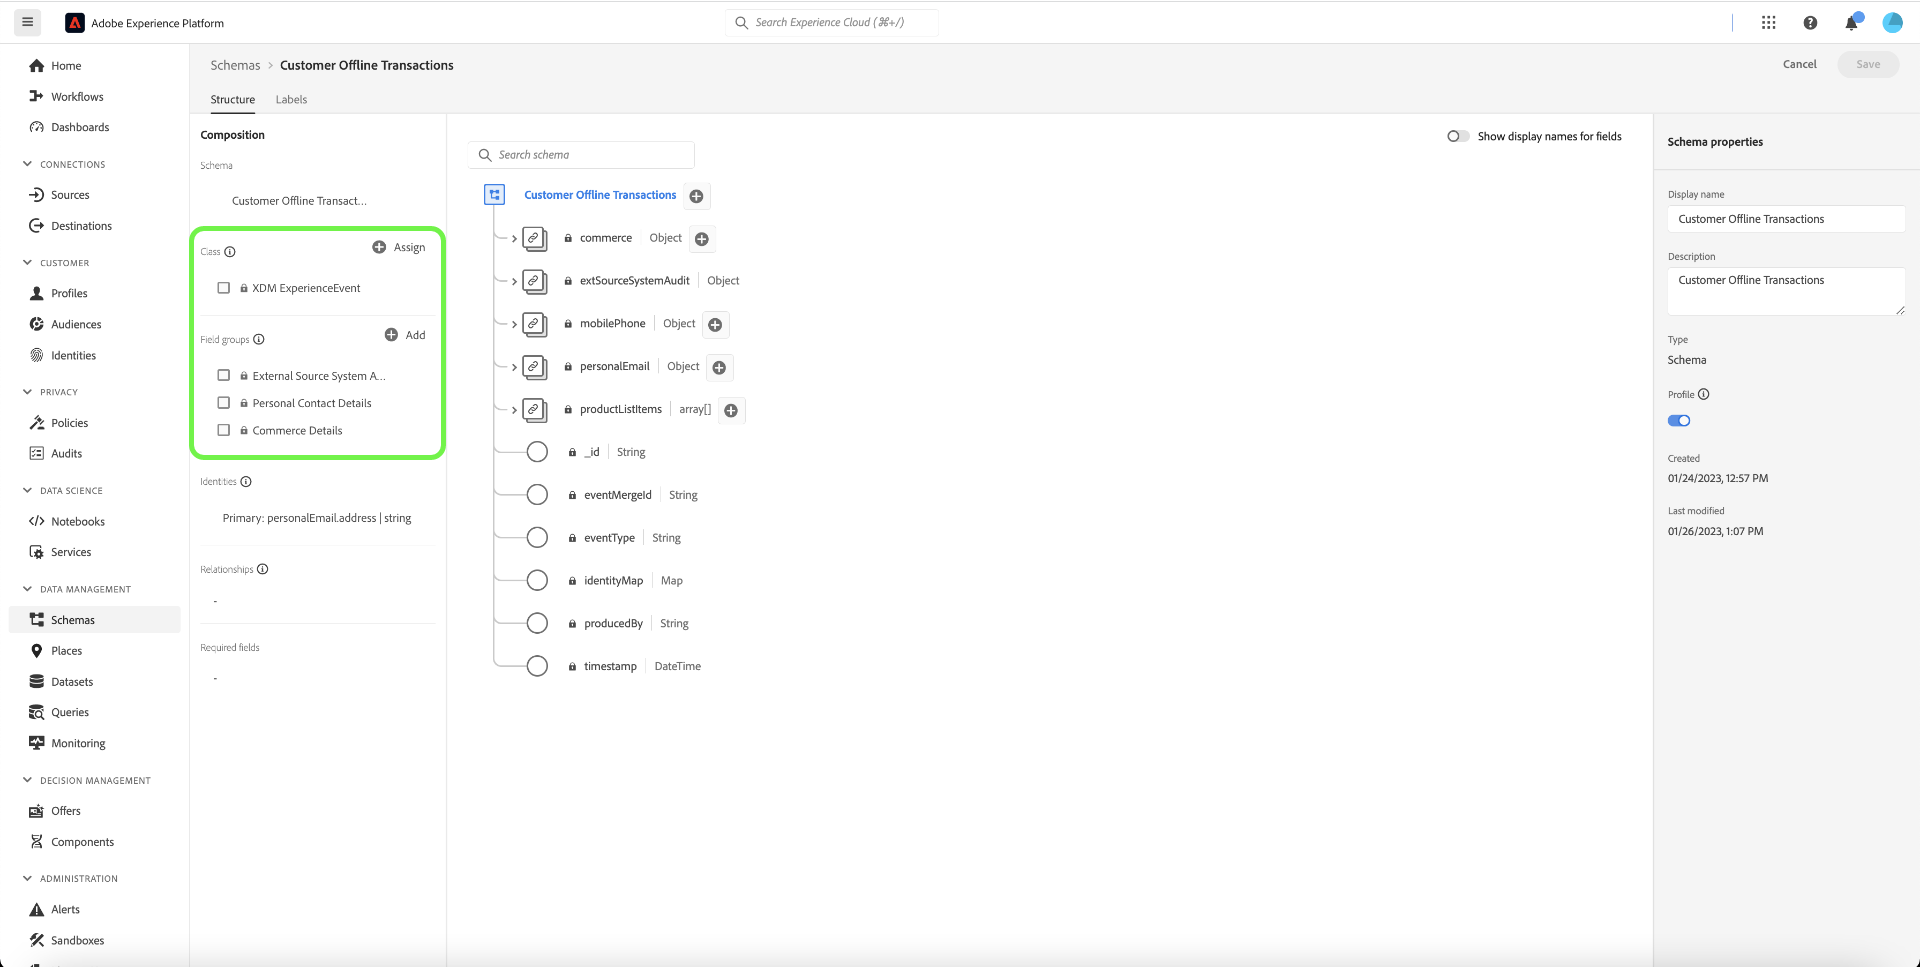 Adobe Experience Platform
Search Experience Cloud (⌘+/)
Home
Workflows
Dashboards
CONNECTIONS
Sources
Destinations
CUSTOMER
Profiles
Audiences
Identities
PRIVACY
Policies
Audits
DATA SCIENCE
Notebooks
Services
DATA MANAGEMENT
Schemas
Places
Datasets
Queries
Monitoring
DECISION MANAGEMENT
Offers
Components
ADMINISTRATION
Alerts
Sandboxes
Schemas > Customer Offline Transactions
Cancel Save
Structure Labels
Composition
Schema
Customer Offline Transact...
Class Assign
XDM ExperienceEvent
Field groups Add
External Source System A...
Personal Contact Details
Commerce Details
Identities
Primary: personalEmail.address | string
Relationships
-
Required fields
-
Search schema
Show display names for fields
Customer Offline Transactions
commerce Object
extSourceSystemAudit Object
mobilePhone Object
personalEmail Object
productListItems array[]
_id String
eventMergeId String
eventType String
identityMap Map
producedBy String
timestamp DateTime
Schema properties
Display name
Customer Offline Transactions
Description
Customer Offline Transactions
Type
Schema
Profile
Created
01/24/2023, 12:57 PM
Last modified
01/26/2023, 1:07 PM